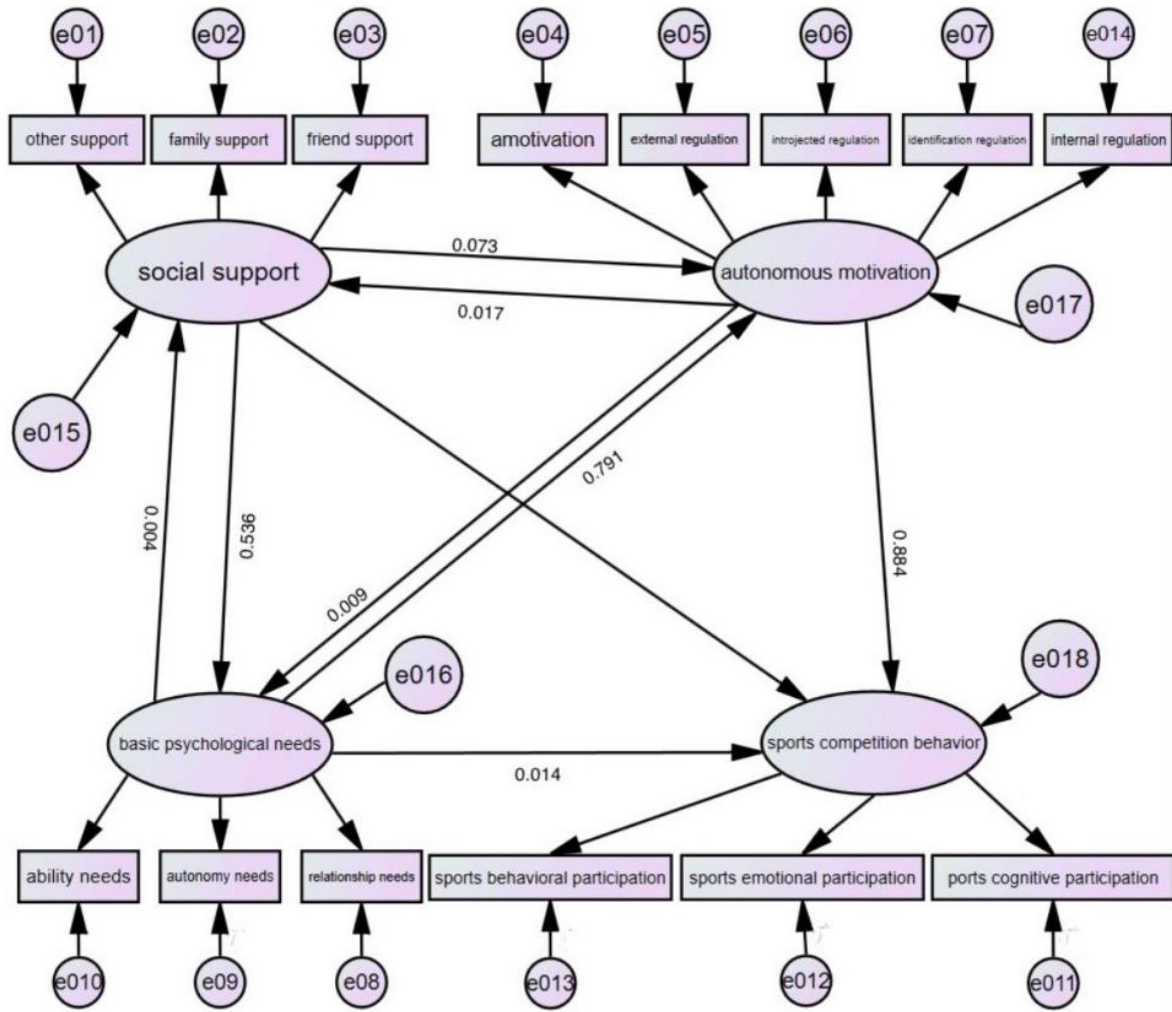 e01
e02
e03
e04
e05
e06
e07
e014
other support
family support
friend support
amotivation
external regulation
introjected regulation
identification regulation
internal regulation
social support
autonomous motivation
0.073
0.017
e017
e015
0.791
0.004
0.536
0.884
0.009
e016
e018
basic psychological needs
sports competition behavior
0.014
ability needs
autonomy needs
relationship needs
sports behavioral participation
sports emotional participation
ports cognitive participation
e010
e09
e08
e013
e012
e011